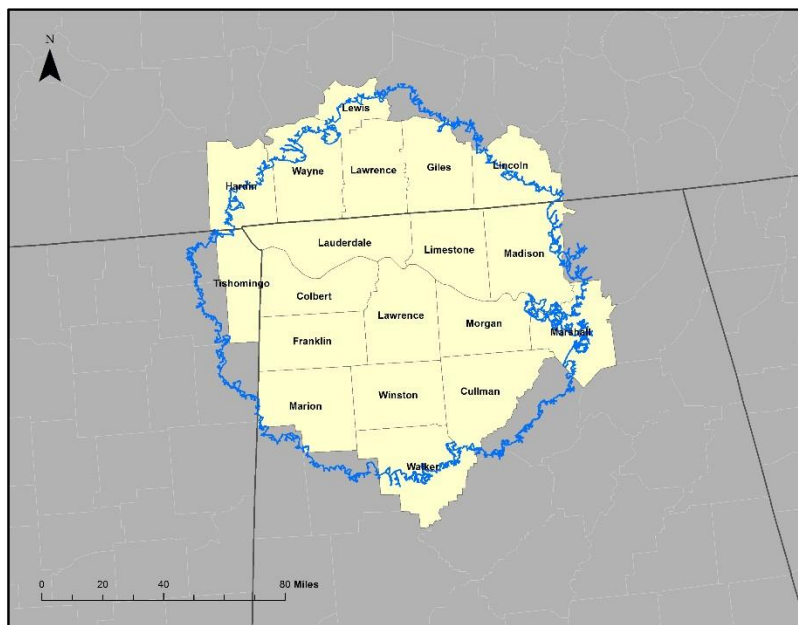 N
Lewis
Wayne
Lawrence
Giles
Lincoln
Hardin
Lauderdale
Limestone
Madison
Tishomingo
Colbert
Lawrence
Morgan
Marshall
Franklin
Marion
Winston
Cullman
Walker
0 20 40 60 80 Miles